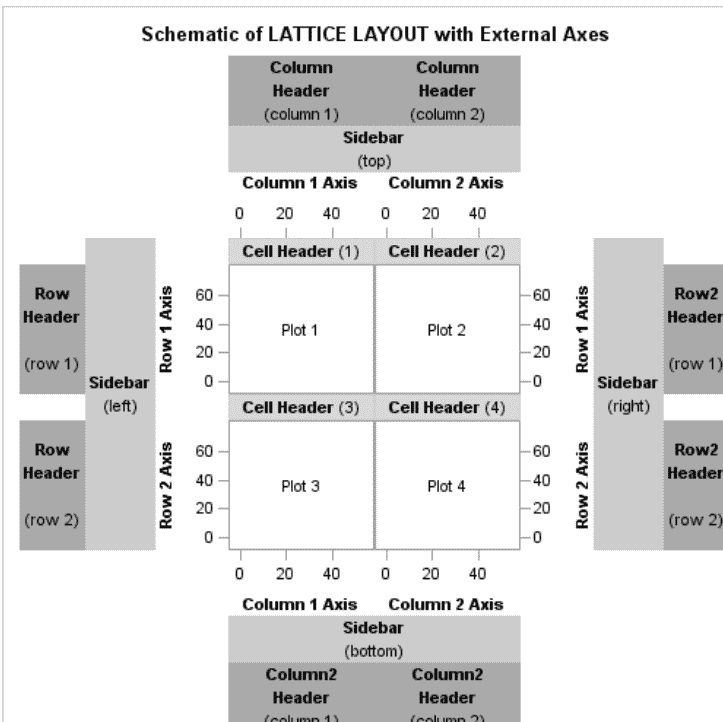 Schematic of LATTICE LAYOUT with External Axes
Column Column
Header Header
(column 1) (column 2)
Sidebar
(top)
Column 1 Axis Column 2 Axis
0 20 40 0 20 40
Cell Header (1) Cell Header (2)
Row
Header
(row 1)
Sidebar
(left)
Row 1 Axis
60
40
20
0
Plot 1
Plot 2
60
40
20
0
Row 1 Axis
Sidebar
(right)
Row2
Header
(row 1)
Cell Header (3) Cell Header (4)
Row
Header
(row 2)
Row 2 Axis
60
40
20
0
Plot 3
Plot 4
60
40
20
0
Row 2 Axis
Row2
Header
(row 2)
0 20 40 0 20 40
Column 1 Axis Column 2 Axis
Sidebar
(bottom)
Column2 Column2
Header Header
(column 1) (column 2)